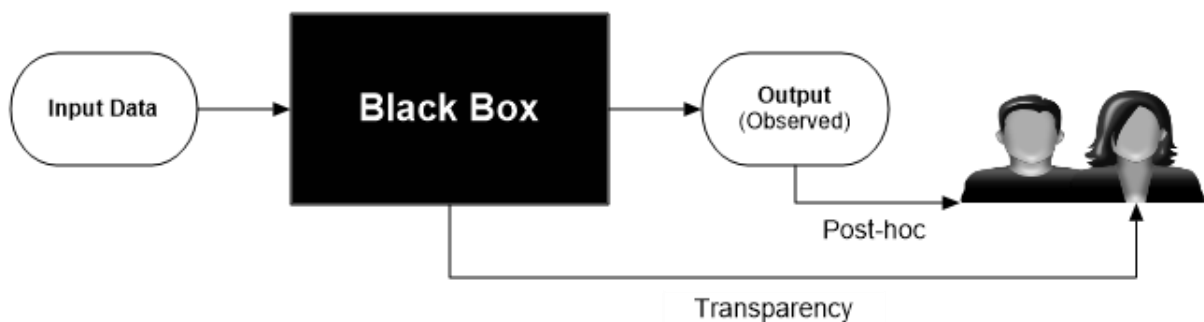 Input Data
Black Box
Output
(Observed)
Post-hoc
Transparency